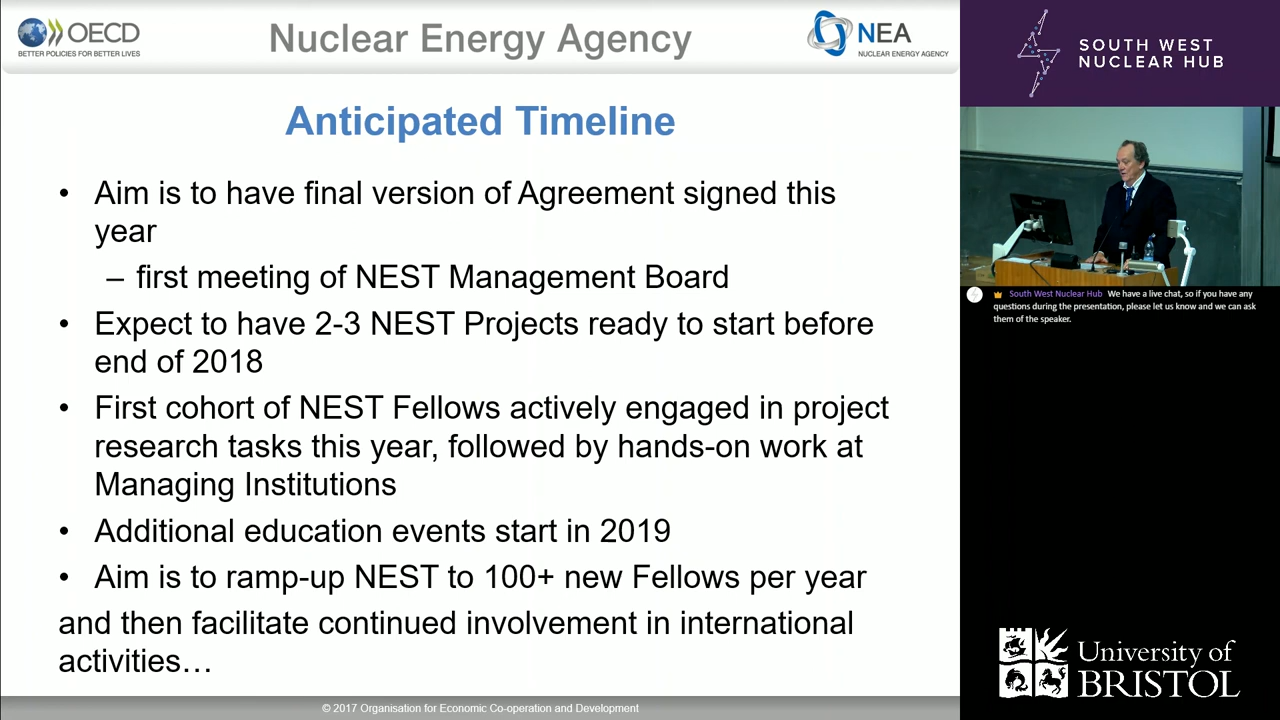 OECD
BETTER POLICIES FOR BETTER LIVES
Nuclear Energy Agency
NEA
NUCLEAR ENERGY AGENCY
Anticipated Timeline
• Aim is to have final version of Agreement signed this
year
– first meeting of NEST Management Board
• Expect to have 2-3 NEST Projects ready to start before
end of 2018
• First cohort of NEST Fellows actively engaged in project
research tasks this year, followed by hands-on work at
Managing Institutions
• Additional education events start in 2019
• Aim is to ramp-up NEST to 100+ new Fellows per year
and then facilitate continued involvement in international
activities…
© 2017 Organisation for Economic Co-operation and Development
SOUTH WEST
NUCLEAR HUB
South West Nuclear Hub We have a live chat, so if you have any
questions during the presentation, please let us know and we can ask
them of the speaker.
University of
BRISTOL